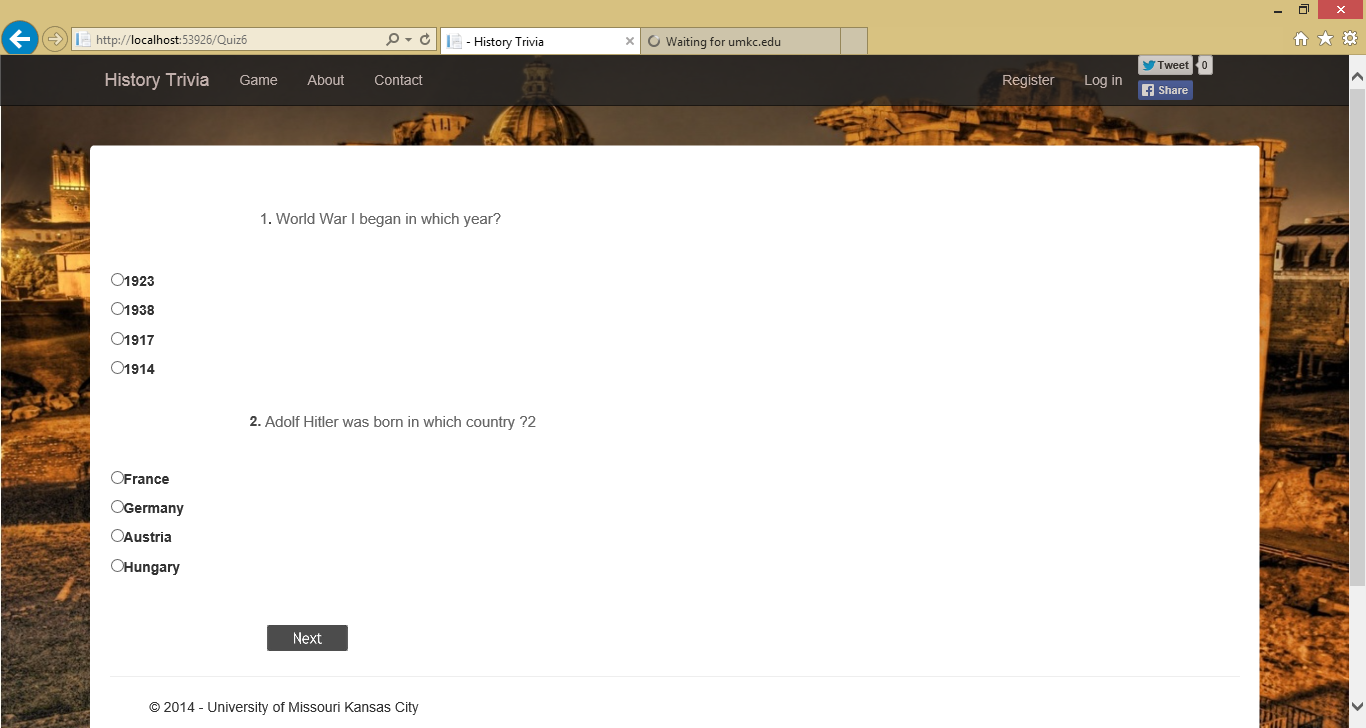 http://localhost:53926/Quiz6
- History Trivia
Waiting for umkc.edu
History Trivia Game About Contact Register Log in
Tweet 0
Share
1. World War I began in which year?
1923
1938
1917
1914
2. Adolf Hitler was born in which country ?2
France
Germany
Austria
Hungary
Next
© 2014 - University of Missouri Kansas City